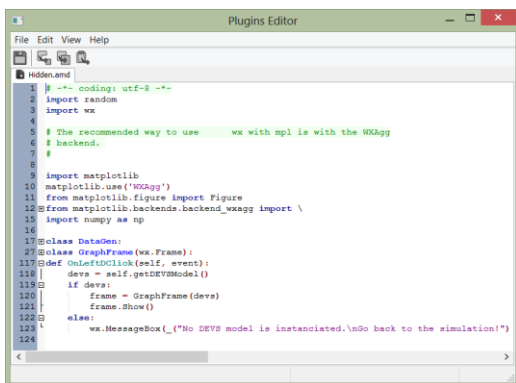 Plugins Editor
File Edit View Help
Hidden.amd
1 # -*- coding: utf-8 -*-
2 import random
3 import wx
4
5 # The recommended way to use wx with mpl is with the WXAgg
6 # backend.
7 #
8
9 import matplotlib
10 matplotlib.use('WXAgg')
11 from matplotlib.figure import Figure
12 from matplotlib.backends.backend_wxagg import \
15 import numpy as np
16
17 class DataGen:
27 class GraphFrame(wx.Frame):
117 def OnLeftDClick(self, event):
118 devs = self.getDEVSModel()
119 if devs:
120 frame = GraphFrame(devs)
121 frame.Show()
122 else:
123 wx.MessageBox(_("No DEVS model is instanciated.\nGo back to the simulation!")
124